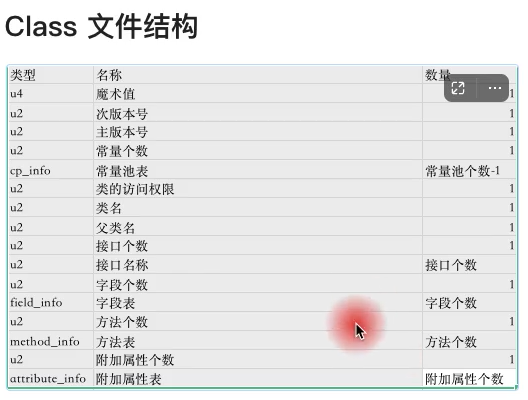 Class 文件结构
类型 名称 数量
u4 魔术值 1
u2 次版本号 1
u2 主版本号 1
u2 常量个数 1
cp_info 常量池表 常量池个数-1
u2 类的访问权限 1
u2 类名 1
u2 父类名 1
u2 接口个数 1
u2 接口名称 接口个数
u2 字段个数 1
field_info 字段表 字段个数
u2 方法个数 1
method_info 方法表 方法个数
u2 附加属性个数 1
attribute_info 附加属性表 附加属性个数